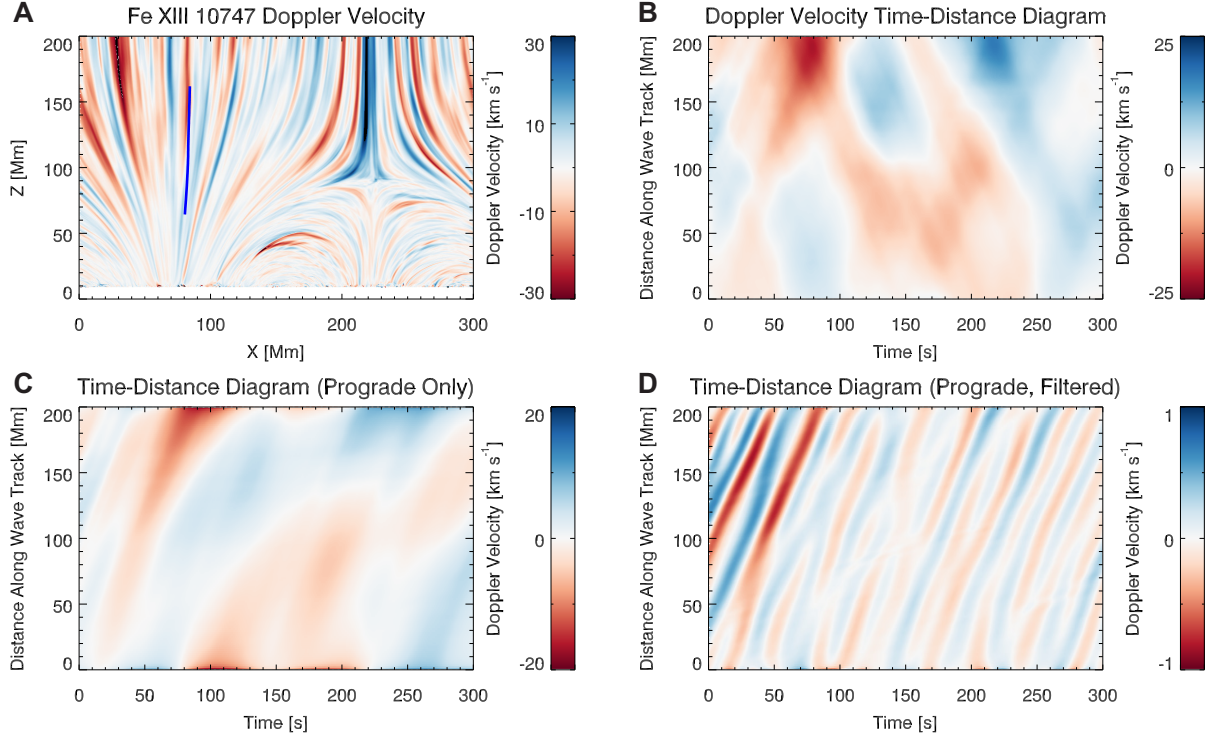 A
Fe XIII 10747 Doppler Velocity
200
150
100
50
0
Z [Mm]
0 100 200 300
X [Mm]
30
10
-10
-30
Doppler Velocity [km s⁻¹]
B
Doppler Velocity Time-Distance Diagram
200
150
100
50
0
Distance Along Wave Track [Mm]
0 50 100 150 200 250 300
Time [s]
25
0
-25
Doppler Velocity [km s⁻¹]
C
Time-Distance Diagram (Prograde Only)
200
150
100
50
0
Distance Along Wave Track [Mm]
0 50 100 150 200 250 300
Time [s]
20
0
-20
Doppler Velocity [km s⁻¹]
D
Time-Distance Diagram (Prograde, Filtered)
200
150
100
50
0
Distance Along Wave Track [Mm]
0 50 100 150 200 250 300
Time [s]
1
0
-1
Doppler Velocity [km s⁻¹]